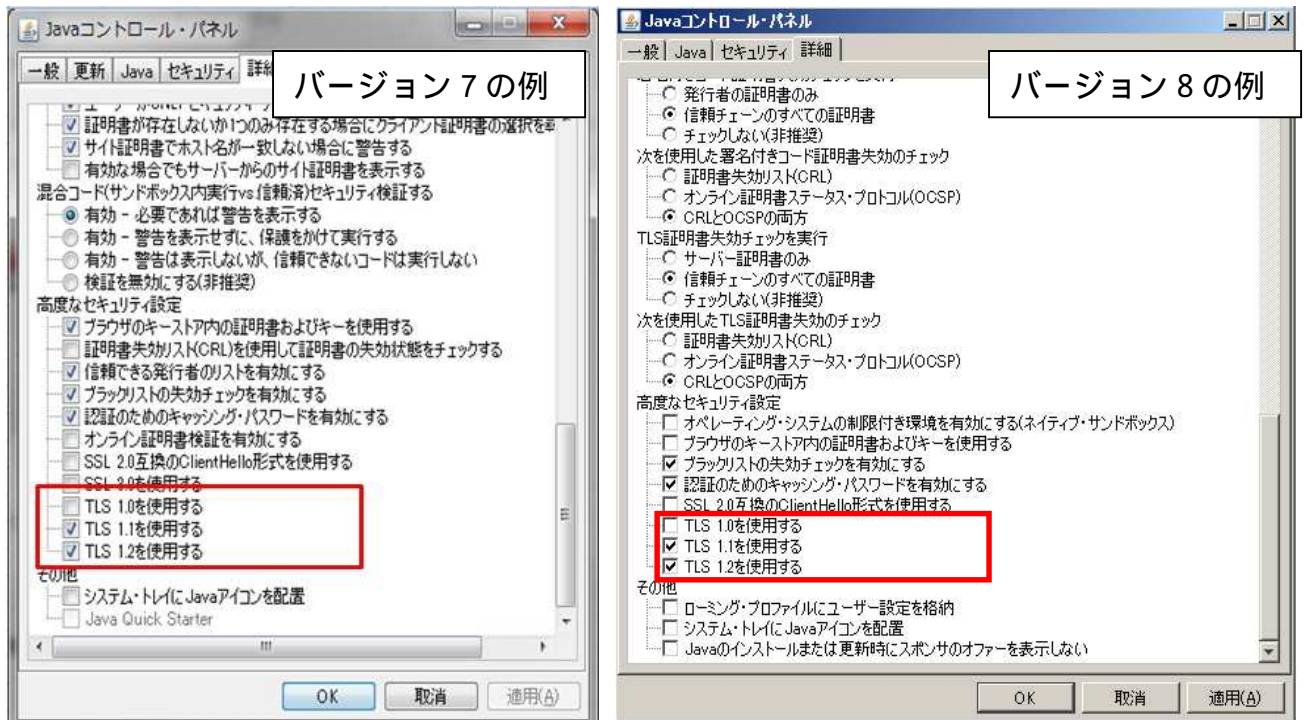 Javaコントロール・パネル
一般 更新 Java セキュリティ 詳細
バージョン7の例
証明書が存在しないか1つのみ存在する場合にクライアント証明書の選択を
サイト証明書でホスト名が一致しない場合に警告する
有効な場合でもサーバーからのサイト証明書を表示する
混合コード(サンドボックス内実行vs信頼済)セキュリティ検証する
有効 - 必要であれば警告を表示する
有効 - 警告を表示せずに、保護をかけて実行する
有効 - 警告は表示しないが、信頼できないコードは実行しない
検証を無効にする(非推奨)
高度なセキュリティ設定
ブラウザのキーストア内の証明書およびキーを使用する
証明書失効リスト(CRL)を使用して証明書の失効状態をチェックする
信頼できる発行者のリストを有効にする
ブラックリストの失効チェックを有効にする
認証のためのキャッシング・パスワードを有効にする
オンライン証明書検証を有効にする
SSL 2.0互換のClientHello形式を使用する
SSL 3.0を使用する
TLS 1.0を使用する
TLS 1.1を使用する
TLS 1.2を使用する
その他
システム・トレイにJavaアイコンを配置
Java Quick Starter
OK 取消 適用(A)
Javaコントロール・パネル
一般 Java セキュリティ 詳細
バージョン8の例
発行者の証明書のみ
信頼チェーンのすべての証明書
チェックしない(非推奨)
次を使用した署名付きコード証明書失効のチェック
証明書失効リスト(CRL)
オンライン証明書ステータス・プロトコル(OCSP)
CRLとOCSPの両方
TLS証明書失効チェックを実行
サーバー証明書のみ
信頼チェーンのすべての証明書
チェックしない(非推奨)
次を使用したTLS証明書失効のチェック
証明書失効リスト(CRL)
オンライン証明書ステータス・プロトコル(OCSP)
CRLとOCSPの両方
高度なセキュリティ設定
オペレーティング・システムの制限付き環境を有効にする(ネイティブ・サンドボックス)
ブラウザのキーストア内の証明書およびキーを使用する
ブラックリストの失効チェックを有効にする
認証のためのキャッシング・パスワードを有効にする
SSL 2.0互換のClientHello形式を使用する
TLS 1.0を使用する
TLS 1.1を使用する
TLS 1.2を使用する
その他
ローミング・プロファイルにユーザー設定を格納
システム・トレイにJavaアイコンを配置
Javaのインストールまたは更新時にスポンサのオファーを表示しない
OK 取消 適用(A)